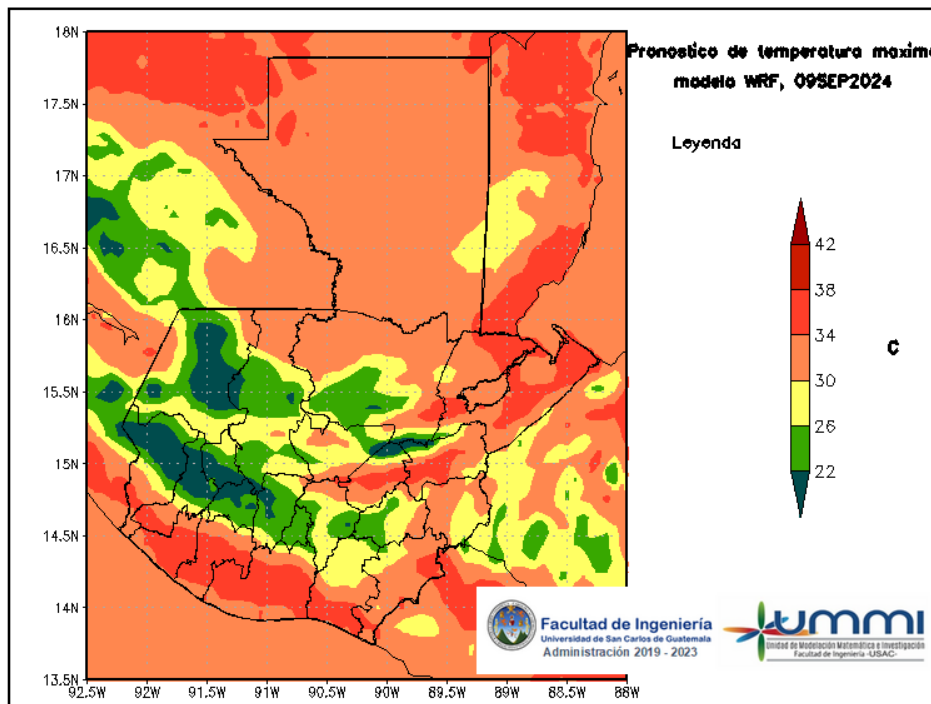 Pronostico de temperatura maxima
modelo WRF, 09SEP2024
Leyenda
42
38
34
30
26
22
C
18N
17.5N
17N
16.5N
16N
15.5N
15N
14.5N
14N
13.5N
92.5W
92W
91.5W
91W
90.5W
90W
89.5W
89W
88.5W
88W
Facultad de Ingeniería
Universidad de San Carlos de Guatemala
Administración 2019 - 2023
UMMI
Unidad de Modelación Matemática e Investigación
Facultad de Ingeniería -USAC-